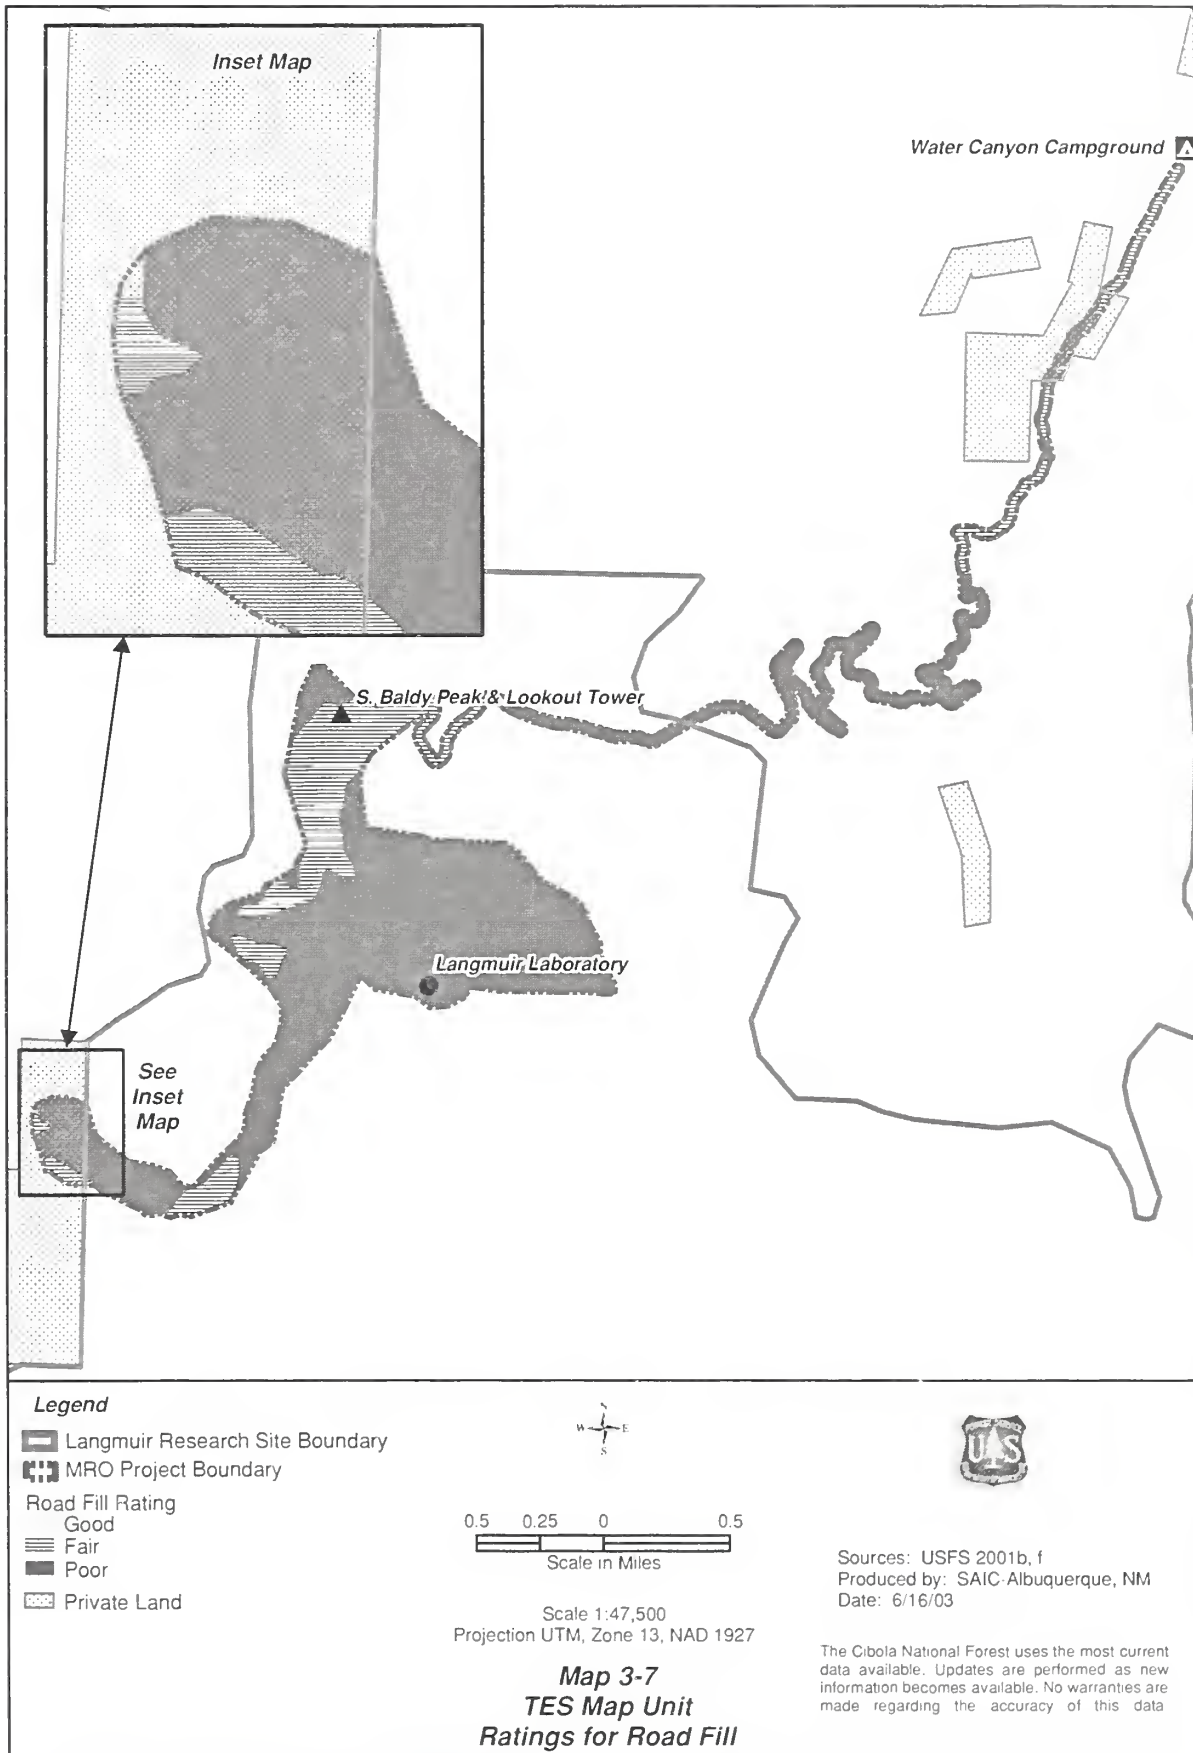 Inset Map
Water Canyon Campground
S. Baldy Peak & Lookout Tower
Langmuir Laboratory
See
Inset
Map
Legend
Langmuir Research Site Boundary
MRO Project Boundary
Road Fill Rating
Good
Fair
Poor
Private Land
N
W E
S
0.5 0.25 0 0.5
Scale in Miles
Scale 1:47,500
Projection UTM, Zone 13, NAD 1927
Map 3-7
TES Map Unit
Ratings for Road Fill
US
Sources: USFS 2001b, f
Produced by: SAIC-Albuquerque, NM
Date: 6/16/03
The Cibola National Forest uses the most current
data available. Updates are performed as new
information becomes available. No warranties are
made regarding the accuracy of this data